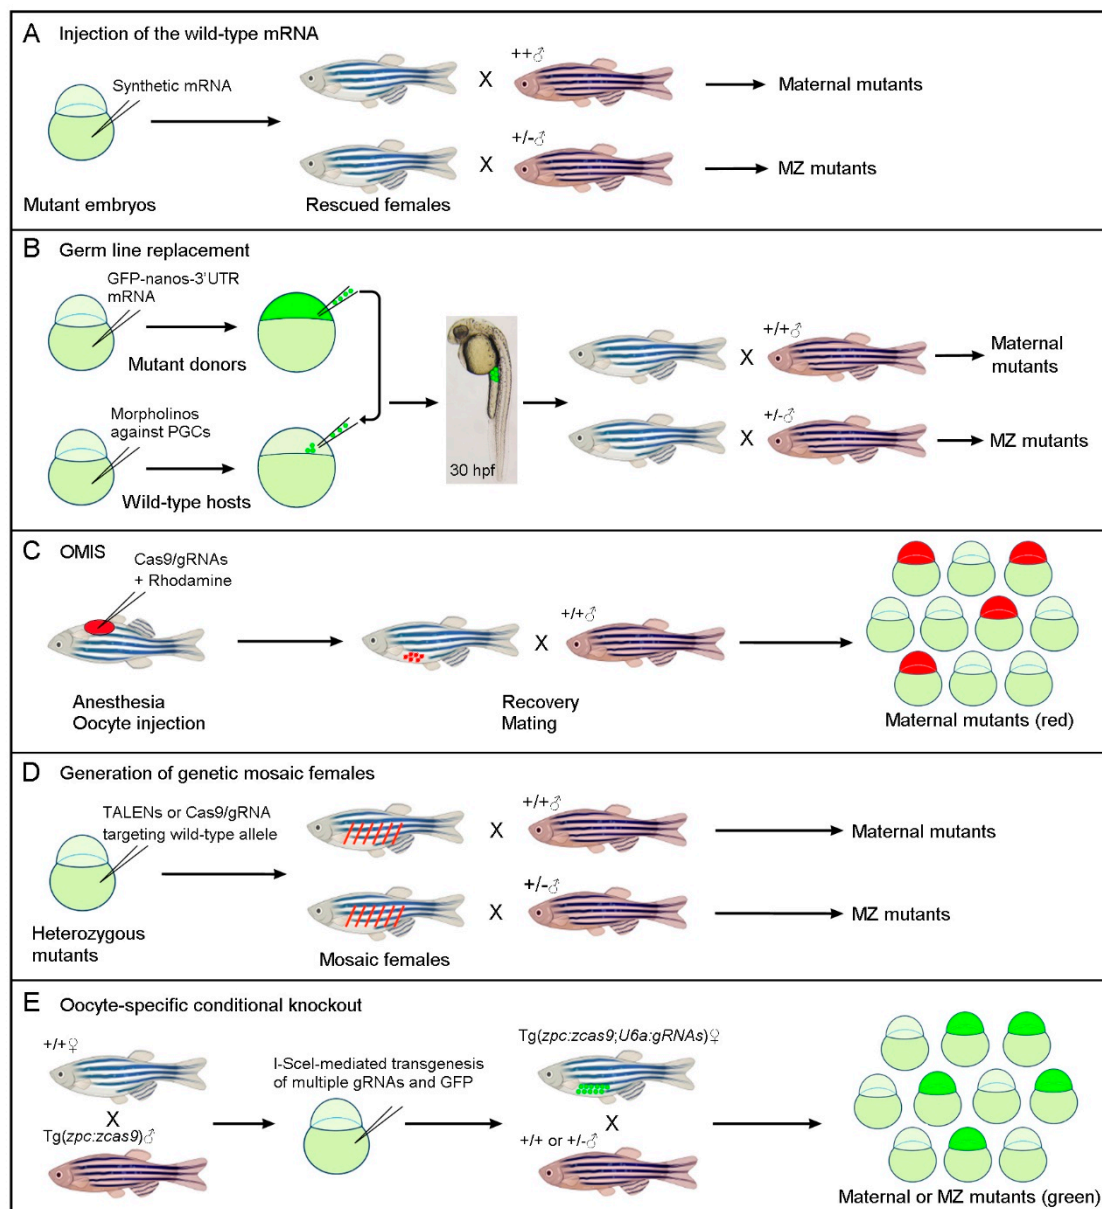 A Injection of the wild-type mRNA
Synthetic mRNA
Mutant embryos
X
++♂
Maternal mutants
X
+/-♂
MZ mutants
Rescued females
B Germ line replacement
GFP-nanos-3'UTR
mRNA
Mutant donors
Morpholinos
against PGCs
Wild-type hosts
30 hpf
X
+/+♂
Maternal
mutants
X
+/-♂
MZ mutants
C OMIS
Cas9/gRNAs
+ Rhodamine
Anesthesia
Oocyte injection
X
+/+♂
Recovery
Mating
Maternal mutants (red)
D Generation of genetic mosaic females
TALENs or Cas9/gRNA
targeting wild-type allele
Heterozygous
mutants
X
+/+♂
Maternal mutants
X
+/-♂
MZ mutants
Mosaic females
E Oocyte-specific conditional knockout
+/+♀
X
Tg(zpc:zcas9)♂
I-SceI-mediated transgenesis
of multiple gRNAs and GFP
Tg(zpc:zcas9;U6a:gRNAs)♀
X
+/+ or +/-♂
Maternal or MZ mutants (green)